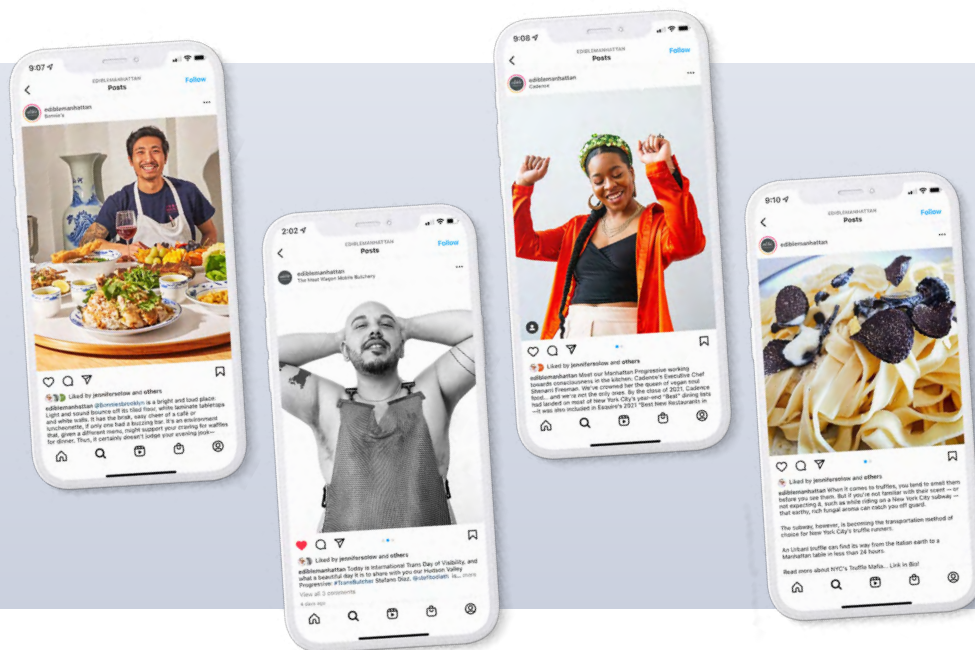 9:07
EDIBLEMANHATTAN
Posts
Follow
ediblemanhattan
Bonnie's
Liked by jennifersolow and others
ediblemanhattan @Bonniesbrooklyn is a bright and loud place.
Light and sound bounce off its tiled floor, white laminate tabletops
and white walls. It has the brisk, easy cheer of a cafe or
luncheonette, if only one had a buzzing bar. It's an environment
that, given a different menu, might support your craving for waffles
for dinner. Thus, it certainly doesn't judge your evening jook—
2:02
EDIBLEMANHATTAN
Posts
Follow
ediblemanhattan
The Meat Wagon Mobile Butchery
Liked by jennifersolow and others
ediblemanhattan Today is International Trans Day of Visibility, and
what a beautiful day it is to share with you our Hudson Valley
Progressive: #TransButcher Stefano Diaz, is... more
View all 3 comments
4 days ago
9:08
EDIBLEMANHATTAN
Posts
Follow
ediblemanhattan
Cadence
Liked by jennifersolow and others
ediblemanhattan Meet our Manhattan Progressive working
towards consciousness in the kitchen: Cadence's Executive Chef
Shenarri Freeman. We've crowned her the queen of vegan soul
food... and we're not the only ones. By the close of 2021, Cadence
had landed on most of New York City's year-end "Best" dining lists
—it was also included in Esquire's 2021 "Best New Restaurants in
9:10
EDIBLEMANHATTAN
Posts
Follow
ediblemanhattan
Liked by jennifersolow and others
ediblemanhattan When it comes to truffles, you tend to smell them
before you see them. But if you're not familiar with their scent — or
not expecting it, such as while riding on a New York City subway —
that earthy, rich fungal aroma can catch you off guard.
The subway, however, is becoming the transportation method of
choice for New York City's truffle runners.
An Urbani truffle can find its way from the Italian earth to a
Manhattan table in less than 24 hours.
Read more about NYC's Truffle Mafia... Link in Bio!